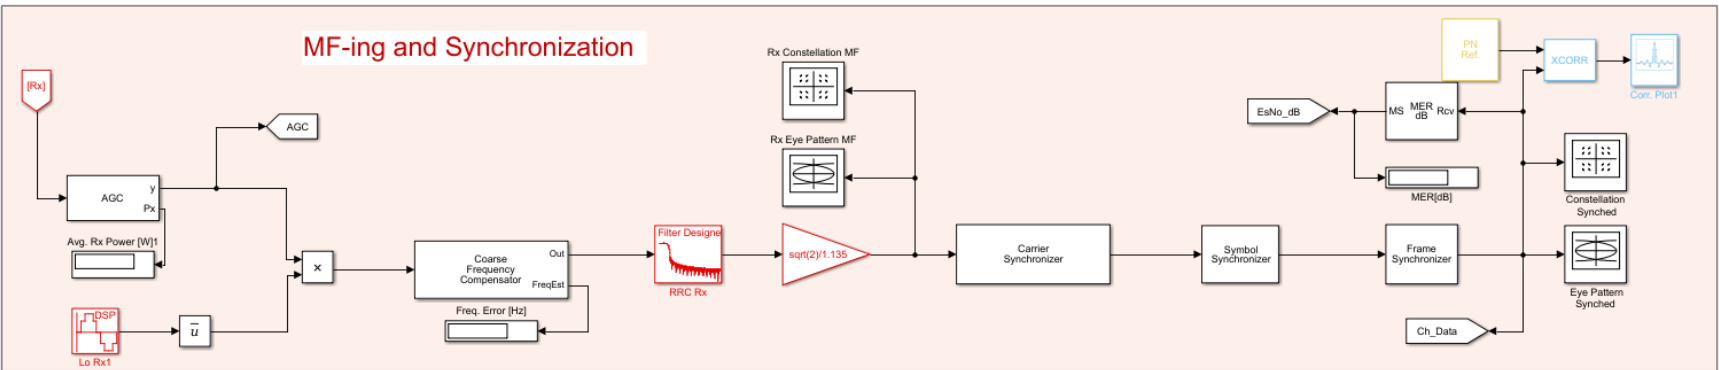 MF-ing and Synchronization
[Rx]
AGC
AGC
y
Px
Avg. Rx Power [W]1
×
DSP
Lo Rx1
u
Coarse
Frequency
Compensator
Out
FreqEst
Freq. Error [Hz]
Filter Designe
RRC Rx
Rx Constellation MF
Rx Eye Pattern MF
sqrt(2)/1.135
Carrier
Synchronizer
Symbol
Synchronizer
Frame
Synchronizer
EsNo_dB
MS
MER
dB
Rcv
MER[dB]
PN
Ref.
XCORR
Corr. Plot1
Constellation
Synched
Eye Pattern
Synched
Ch_Data